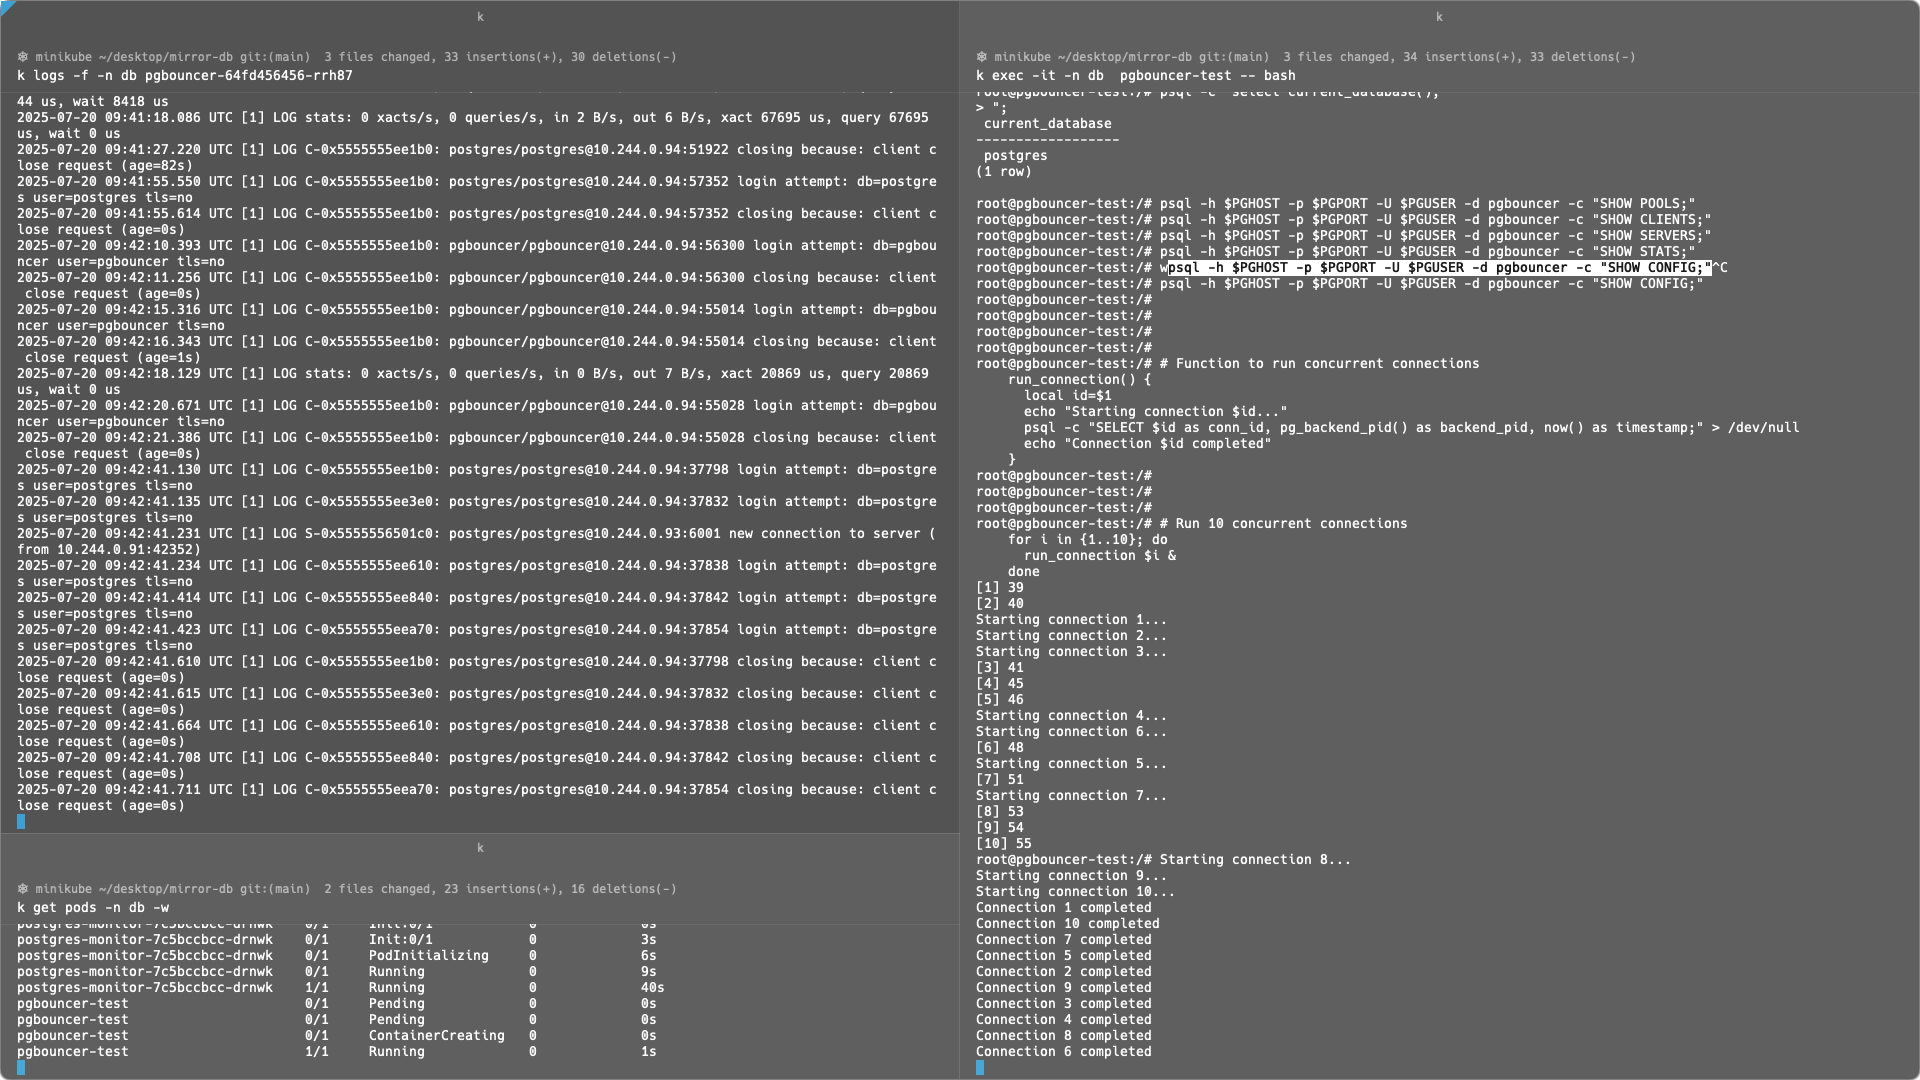 k
❄ minikube ~/desktop/mirror-db git:(main)  3 files changed, 33 insertions(+), 30 deletions(-)
k logs -f -n db pgbouncer-64fd456456-rrh87
44 us, wait 8418 us
2025-07-20 09:41:18.086 UTC [1] LOG stats: 0 xacts/s, 0 queries/s, in 2 B/s, out 6 B/s, xact 67695 us, query 67695
us, wait 0 us
2025-07-20 09:41:27.220 UTC [1] LOG C-0x5555555ee1b0: postgres/postgres@10.244.0.94:51922 closing because: client c
lose request (age=82s)
2025-07-20 09:41:55.550 UTC [1] LOG C-0x5555555ee1b0: postgres/postgres@10.244.0.94:57352 login attempt: db=postgre
s user=postgres tls=no
2025-07-20 09:41:55.614 UTC [1] LOG C-0x5555555ee1b0: postgres/postgres@10.244.0.94:57352 closing because: client c
lose request (age=0s)
2025-07-20 09:42:10.393 UTC [1] LOG C-0x5555555ee1b0: pgbouncer/pgbouncer@10.244.0.94:56300 login attempt: db=pgbou
ncer user=pgbouncer tls=no
2025-07-20 09:42:11.256 UTC [1] LOG C-0x5555555ee1b0: pgbouncer/pgbouncer@10.244.0.94:56300 closing because: client
 close request (age=0s)
2025-07-20 09:42:15.316 UTC [1] LOG C-0x5555555ee1b0: pgbouncer/pgbouncer@10.244.0.94:55014 login attempt: db=pgbou
ncer user=pgbouncer tls=no
2025-07-20 09:42:16.343 UTC [1] LOG C-0x5555555ee1b0: pgbouncer/pgbouncer@10.244.0.94:55014 closing because: client
 close request (age=1s)
2025-07-20 09:42:18.129 UTC [1] LOG stats: 0 xacts/s, 0 queries/s, in 0 B/s, out 7 B/s, xact 20869 us, query 20869
us, wait 0 us
2025-07-20 09:42:20.671 UTC [1] LOG C-0x5555555ee1b0: pgbouncer/pgbouncer@10.244.0.94:55028 login attempt: db=pgbou
ncer user=pgbouncer tls=no
2025-07-20 09:42:21.386 UTC [1] LOG C-0x5555555ee1b0: pgbouncer/pgbouncer@10.244.0.94:55028 closing because: client
 close request (age=0s)
2025-07-20 09:42:41.130 UTC [1] LOG C-0x5555555ee1b0: postgres/postgres@10.244.0.94:37798 login attempt: db=postgre
s user=postgres tls=no
2025-07-20 09:42:41.135 UTC [1] LOG C-0x5555555ee3e0: postgres/postgres@10.244.0.94:37832 login attempt: db=postgre
s user=postgres tls=no
2025-07-20 09:42:41.231 UTC [1] LOG S-0x5555556501c0: postgres/postgres@10.244.0.93:6001 new connection to server (
from 10.244.0.91:42352)
2025-07-20 09:42:41.234 UTC [1] LOG C-0x5555555ee610: postgres/postgres@10.244.0.94:37838 login attempt: db=postgre
s user=postgres tls=no
2025-07-20 09:42:41.414 UTC [1] LOG C-0x5555555ee840: postgres/postgres@10.244.0.94:37842 login attempt: db=postgre
s user=postgres tls=no
2025-07-20 09:42:41.423 UTC [1] LOG C-0x5555555eea70: postgres/postgres@10.244.0.94:37854 login attempt: db=postgre
s user=postgres tls=no
2025-07-20 09:42:41.610 UTC [1] LOG C-0x5555555ee1b0: postgres/postgres@10.244.0.94:37798 closing because: client c
lose request (age=0s)
2025-07-20 09:42:41.615 UTC [1] LOG C-0x5555555ee3e0: postgres/postgres@10.244.0.94:37832 closing because: client c
lose request (age=0s)
2025-07-20 09:42:41.664 UTC [1] LOG C-0x5555555ee610: postgres/postgres@10.244.0.94:37838 closing because: client c
lose request (age=0s)
2025-07-20 09:42:41.708 UTC [1] LOG C-0x5555555ee840: postgres/postgres@10.244.0.94:37842 closing because: client c
lose request (age=0s)
2025-07-20 09:42:41.711 UTC [1] LOG C-0x5555555eea70: postgres/postgres@10.244.0.94:37854 closing because: client c
lose request (age=0s)
k
❄ minikube ~/desktop/mirror-db git:(main)  2 files changed, 23 insertions(+), 16 deletions(-)
k get pods -n db -w
postgres-monitor-7c5bccbcc-drnwk    0/1     Init:0/1            0             0s
postgres-monitor-7c5bccbcc-drnwk    0/1     Init:0/1            0             3s
postgres-monitor-7c5bccbcc-drnwk    0/1     PodInitializing     0             6s
postgres-monitor-7c5bccbcc-drnwk    0/1     Running             0             9s
postgres-monitor-7c5bccbcc-drnwk    1/1     Running             0             40s
pgbouncer-test                      0/1     Pending             0             0s
pgbouncer-test                      0/1     Pending             0             0s
pgbouncer-test                      0/1     ContainerCreating   0             0s
pgbouncer-test                      1/1     Running             0             1s
k
❄ minikube ~/desktop/mirror-db git:(main)  3 files changed, 34 insertions(+), 33 deletions(-)
k exec -it -n db  pgbouncer-test -- bash
root@pgbouncer-test:/# psql -c "select current_database();
> ";
 current_database
------------------
 postgres
(1 row)
root@pgbouncer-test:/# psql -h $PGHOST -p $PGPORT -U $PGUSER -d pgbouncer -c "SHOW POOLS;"
root@pgbouncer-test:/# psql -h $PGHOST -p $PGPORT -U $PGUSER -d pgbouncer -c "SHOW CLIENTS;"
root@pgbouncer-test:/# psql -h $PGHOST -p $PGPORT -U $PGUSER -d pgbouncer -c "SHOW SERVERS;"
root@pgbouncer-test:/# psql -h $PGHOST -p $PGPORT -U $PGUSER -d pgbouncer -c "SHOW STATS;"
root@pgbouncer-test:/# wpsql -h $PGHOST -p $PGPORT -U $PGUSER -d pgbouncer -c "SHOW CONFIG;"^C
root@pgbouncer-test:/# psql -h $PGHOST -p $PGPORT -U $PGUSER -d pgbouncer -c "SHOW CONFIG;"
root@pgbouncer-test:/#
root@pgbouncer-test:/#
root@pgbouncer-test:/#
root@pgbouncer-test:/#
root@pgbouncer-test:/# # Function to run concurrent connections
    run_connection() {
      local id=$1
      echo "Starting connection $id..."
      psql -c "SELECT $id as conn_id, pg_backend_pid() as backend_pid, now() as timestamp;" > /dev/null
      echo "Connection $id completed"
    }
root@pgbouncer-test:/#
root@pgbouncer-test:/#
root@pgbouncer-test:/#
root@pgbouncer-test:/# # Run 10 concurrent connections
    for i in {1..10}; do
      run_connection $i &
    done
[1] 39
[2] 40
Starting connection 1...
Starting connection 2...
Starting connection 3...
[3] 41
[4] 45
[5] 46
Starting connection 4...
Starting connection 6...
[6] 48
Starting connection 5...
[7] 51
Starting connection 7...
[8] 53
[9] 54
[10] 55
root@pgbouncer-test:/# Starting connection 8...
Starting connection 9...
Starting connection 10...
Connection 1 completed
Connection 10 completed
Connection 7 completed
Connection 5 completed
Connection 2 completed
Connection 9 completed
Connection 3 completed
Connection 4 completed
Connection 8 completed
Connection 6 completed